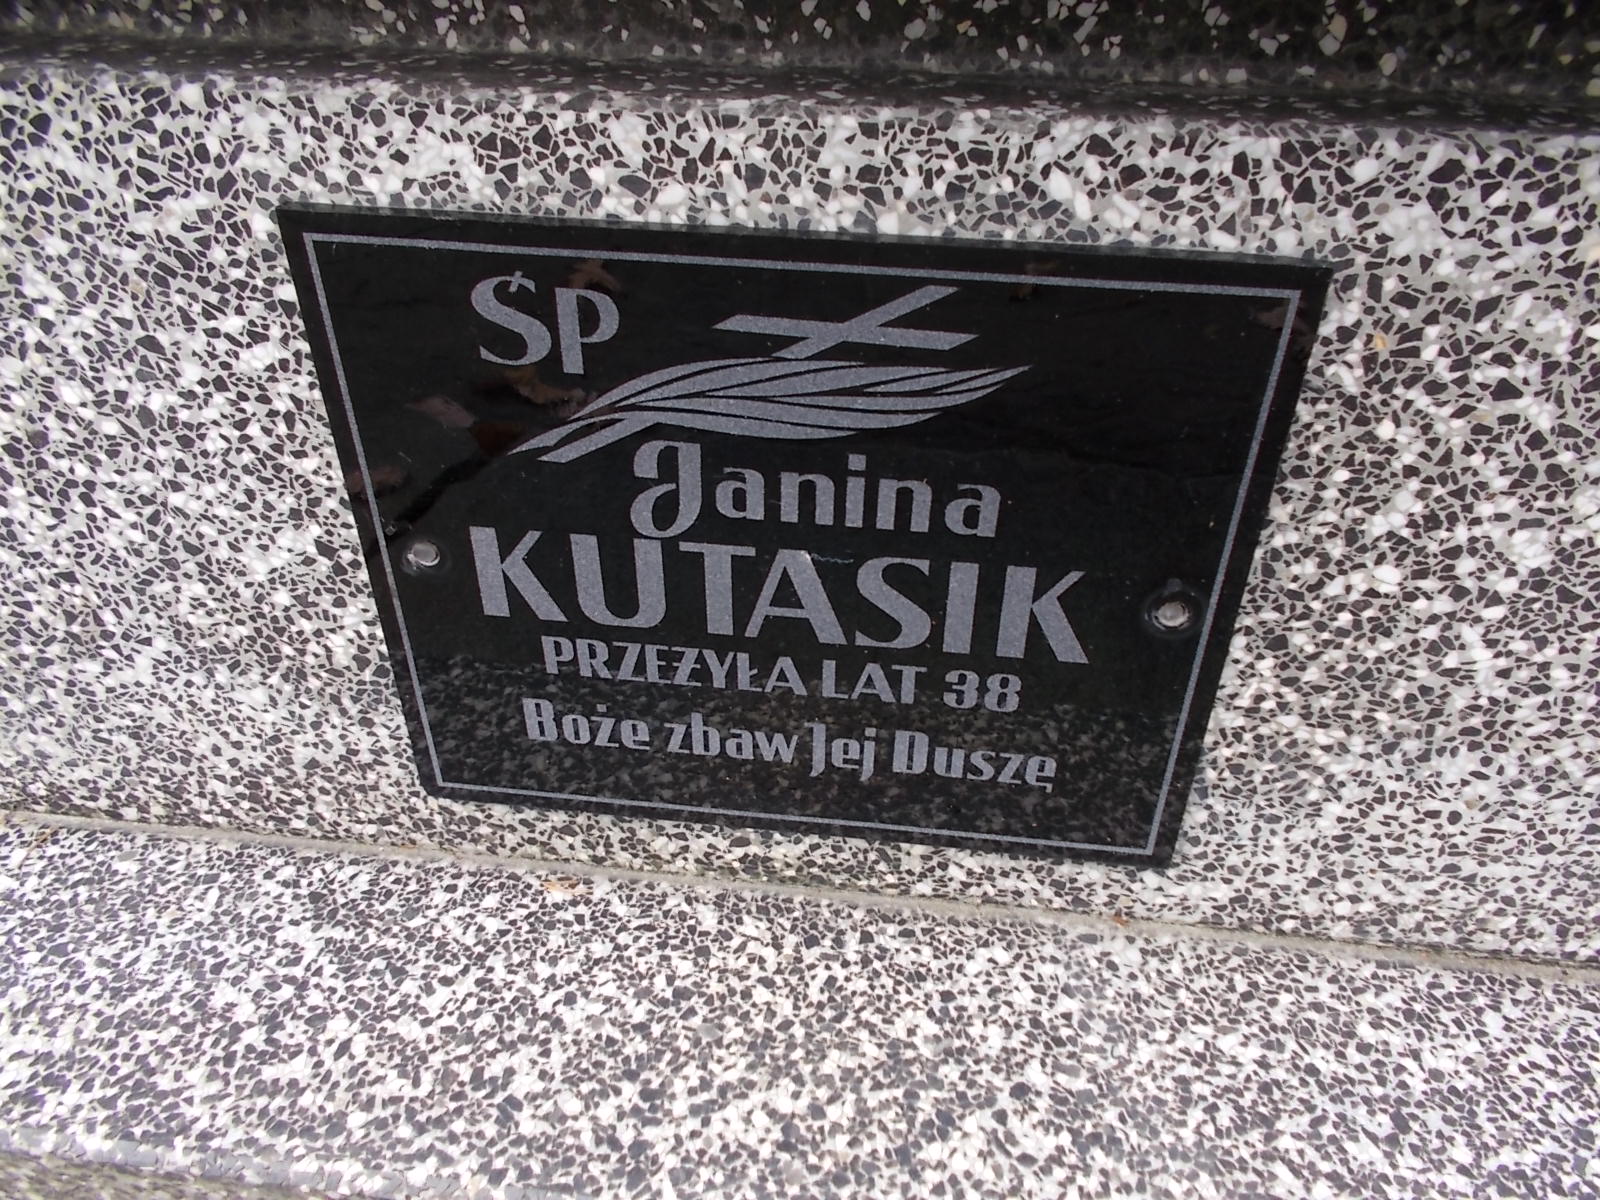 ŚP
Janina
KUTASIK
PRZEŻYŁA LAT 38
Boże zbaw Jej Duszę